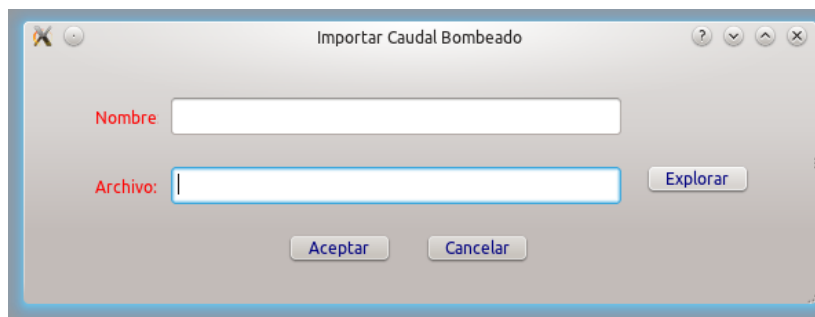 Importar Caudal Bombeado
Nombre
Archivo:
Explorar
Aceptar Cancelar